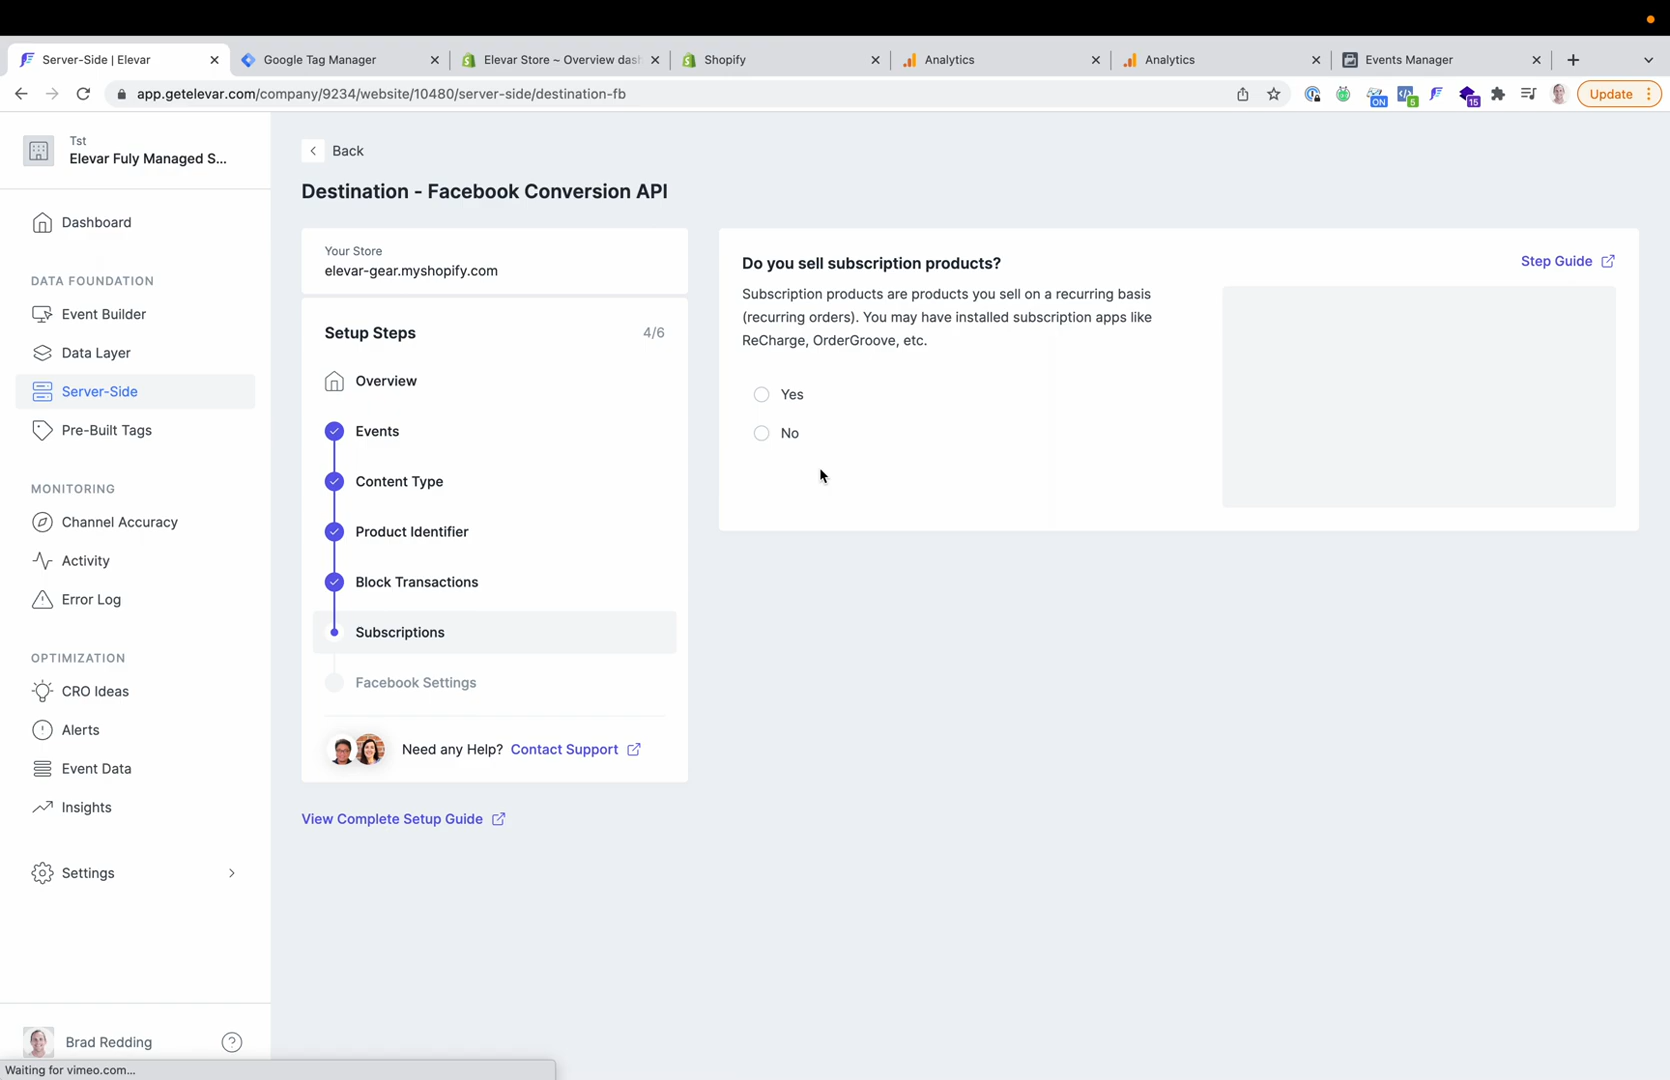 Server-Side | Elevar
Google Tag Manager
Elevar Store ~ Overview dash
Shopify
Analytics
Analytics
Events Manager
app.getelevar.com/company/9234/website/10480/server-side/destination-fb
ON
5
15
Update
Tst
Elevar Fuly Managed S...
Dashboard
DATA FOUNDATION
Event Builder
Data Layer
Server-Side
Pre-Built Tags
MONITORING
Channel Accuracy
Activity
Error Log
OPTIMIZATION
CRO Ideas
Alerts
Event Data
Insights
Settings
Brad Redding
?
Waiting for vimeo.com...
Back
Destination - Facebook Conversion API
Your Store
elevar-gear.myshopify.com
Setup Steps 4/6
Overview
Events
Content Type
Product Identifier
Block Transactions
Subscriptions
Facebook Settings
Need any Help? Contact Support
View Complete Setup Guide
Do you sell subscription products?
Step Guide
Subscription products are products you sell on a recurring basis
(recurring orders). You may have installed subscription apps like
ReCharge, OrderGroove, etc.
Yes
No